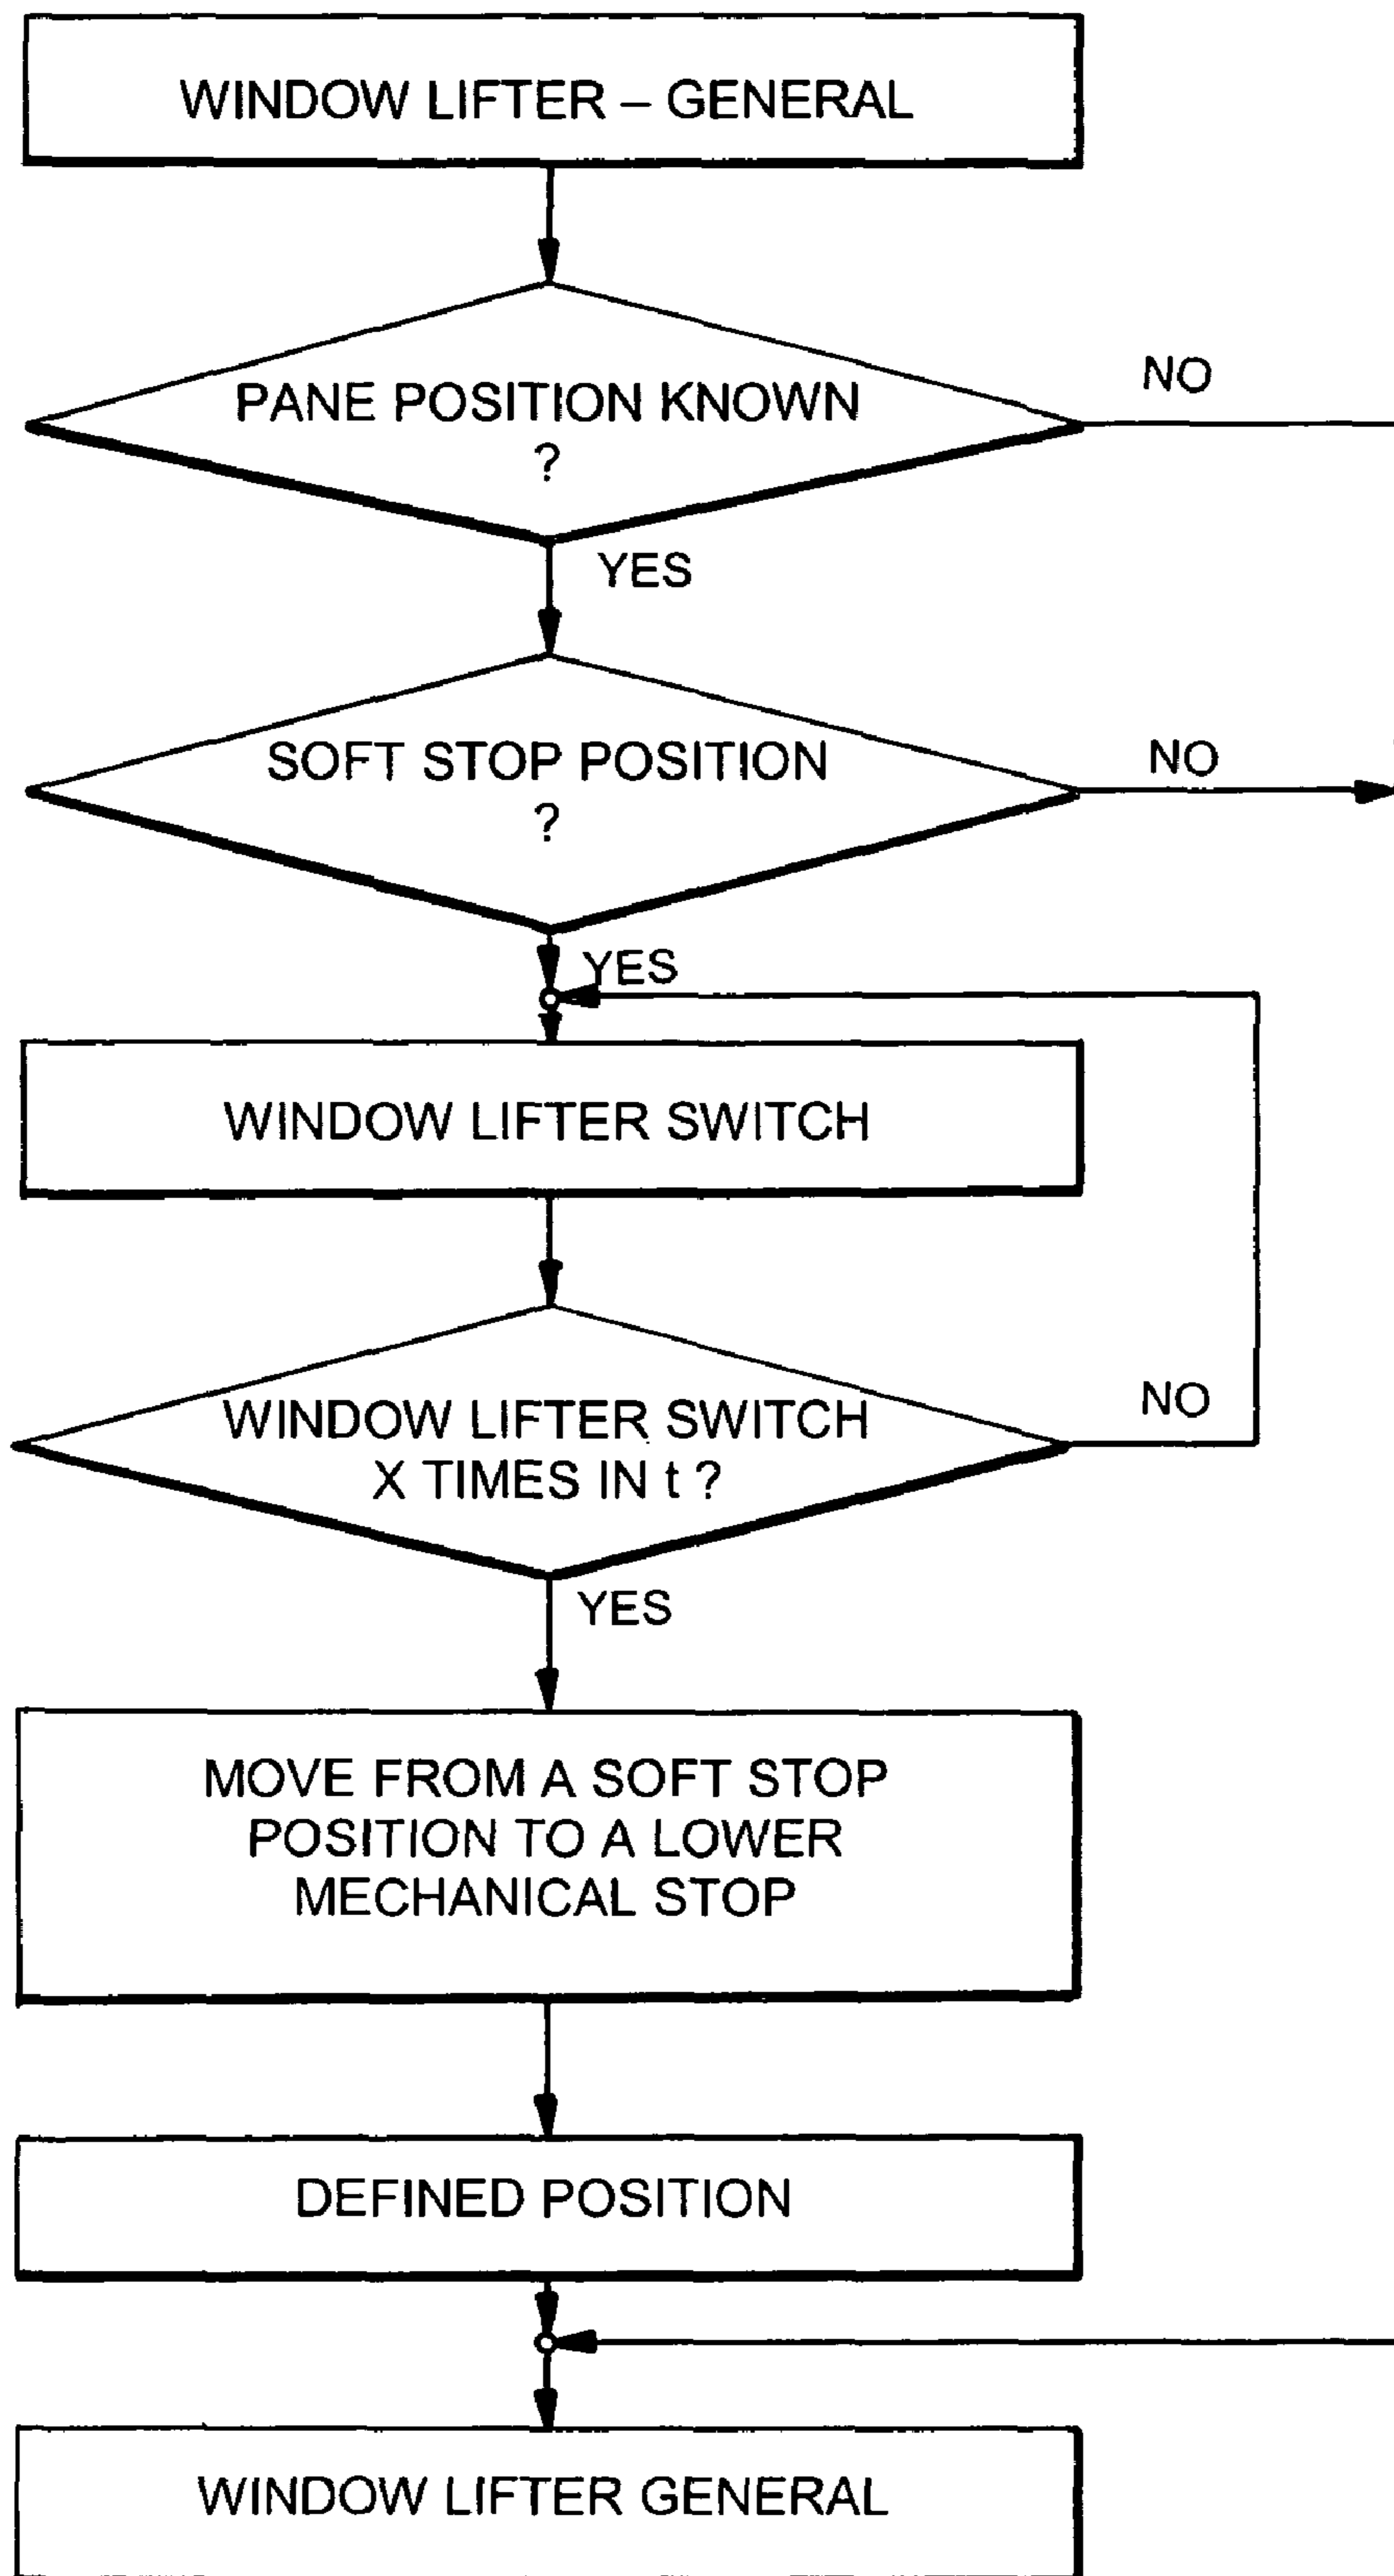 WINDOW LIFTER – GENERAL
PANE POSITION KNOWN
?
NO
YES
SOFT STOP POSITION
?
NO
YES
WINDOW LIFTER SWITCH
WINDOW LIFTER SWITCH
X TIMES IN t ?
NO
YES
MOVE FROM A SOFT STOP
POSITION TO A LOWER
MECHANICAL STOP
DEFINED POSITION
WINDOW LIFTER GENERAL